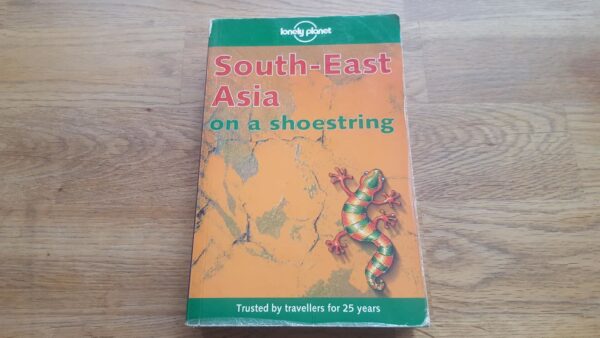 lonely planet
South-East
Asia
on a shoestring
Trusted by travellers for 25 years